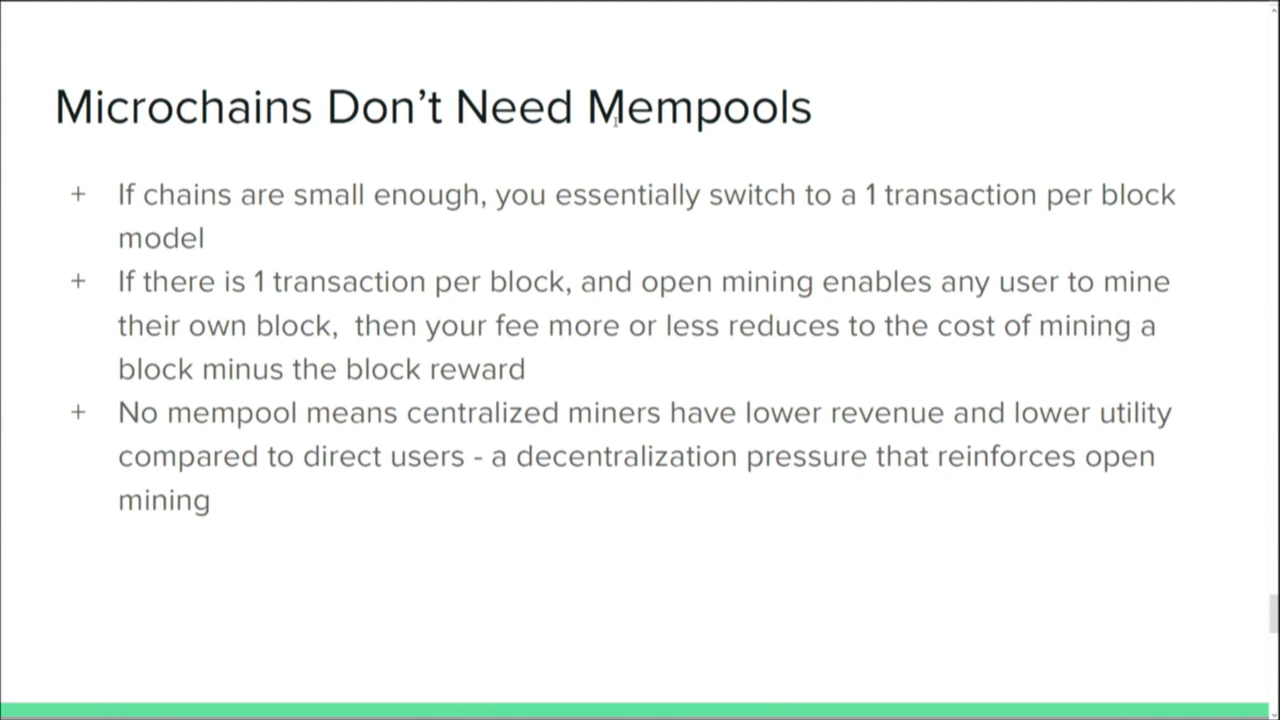 Microchains Don’t Need Mempools
+ If chains are small enough, you essentially switch to a 1 transaction per block
model
+ If there is 1 transaction per block, and open mining enables any user to mine
their own block,  then your fee more or less reduces to the cost of mining a
block minus the block reward
+ No mempool means centralized miners have lower revenue and lower utility
compared to direct users - a decentralization pressure that reinforces open
mining